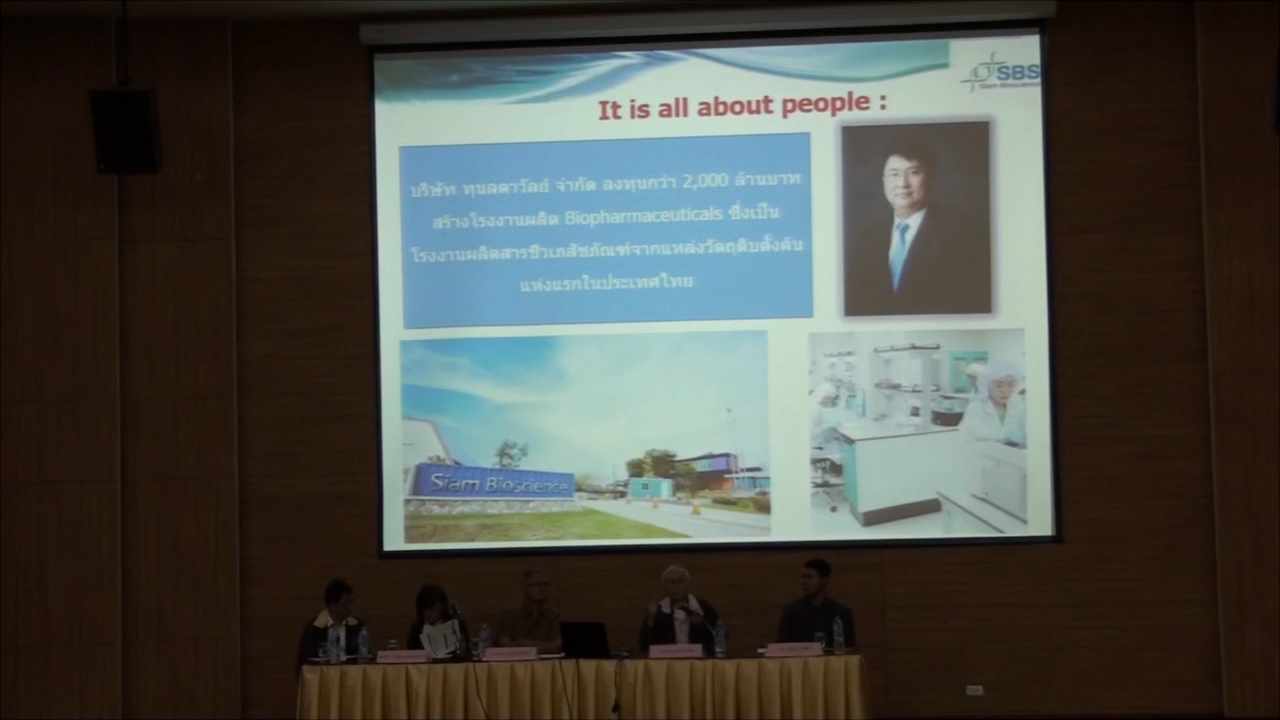 SBS
Siam Bioscience
It is all about people :
บริษัท ทุนลดาวัลย์ จำกัด ลงทุนกว่า 2,000 ล้านบาท
สร้างโรงงานผลิต Biopharmaceuticals ซึ่งเป็น
โรงงานผลิตสารชีวเภสัชภัณฑ์จากแหล่งวัตถุดิบตั้งต้น
แห่งแรกในประเทศไทย
Siam Bioscience